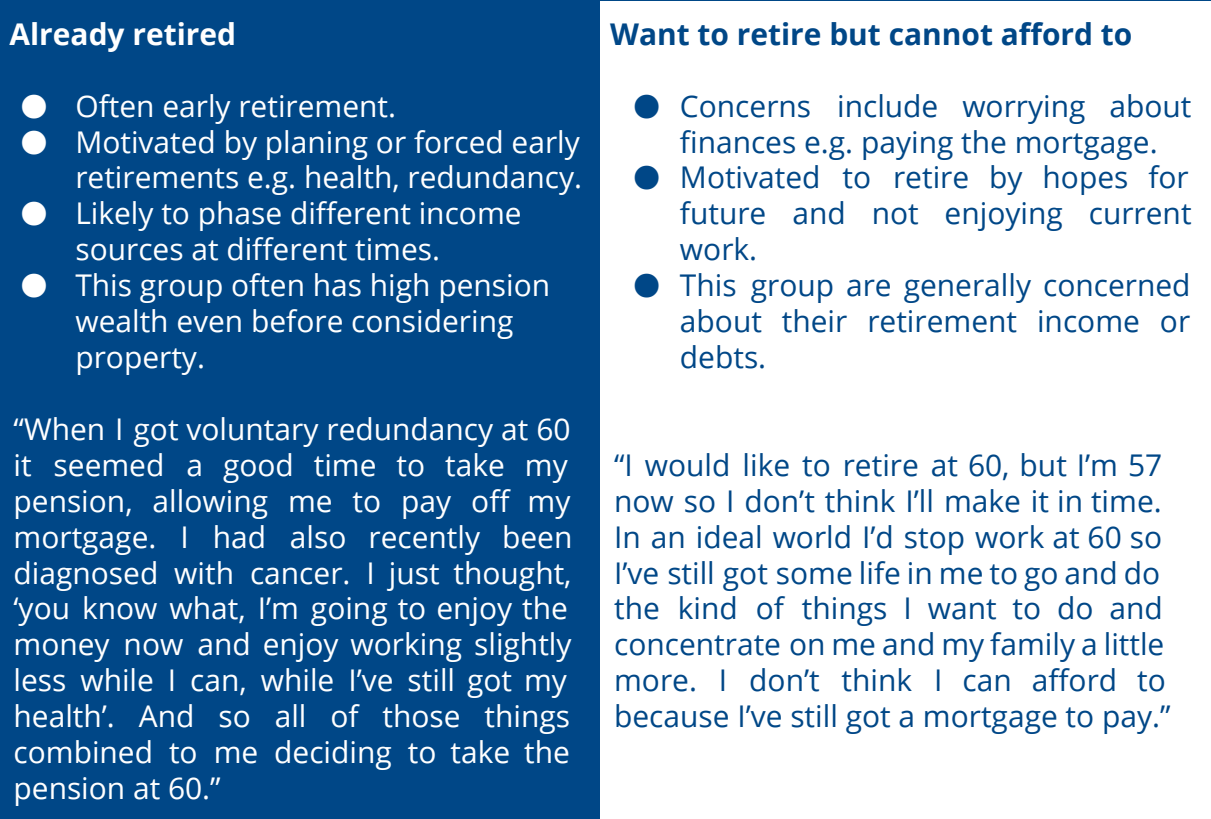 Already retired
● Often early retirement.
● Motivated by planing or forced early
retirements e.g. health, redundancy.
● Likely to phase different income
sources at different times.
● This group often has high pension
wealth even before considering
property.
“When I got voluntary redundancy at 60
it seemed a good time to take my
pension, allowing me to pay off my
mortgage. I had also recently been
diagnosed with cancer. I just thought,
‘you know what, I’m going to enjoy the
money now and enjoy working slightly
less while I can, while I’ve still got my
health’. And so all of those things
combined to me deciding to take the
pension at 60.”
Want to retire but cannot afford to
● Concerns include worrying about
finances e.g. paying the mortgage.
● Motivated to retire by hopes for
future and not enjoying current
work.
● This group are generally concerned
about their retirement income or
debts.
“I would like to retire at 60, but I’m 57
now so I don’t think I’ll make it in time.
In an ideal world I’d stop work at 60 so
I’ve still got some life in me to go and do
the kind of things I want to do and
concentrate on me and my family a little
more. I don’t think I can afford to
because I’ve still got a mortgage to pay.”